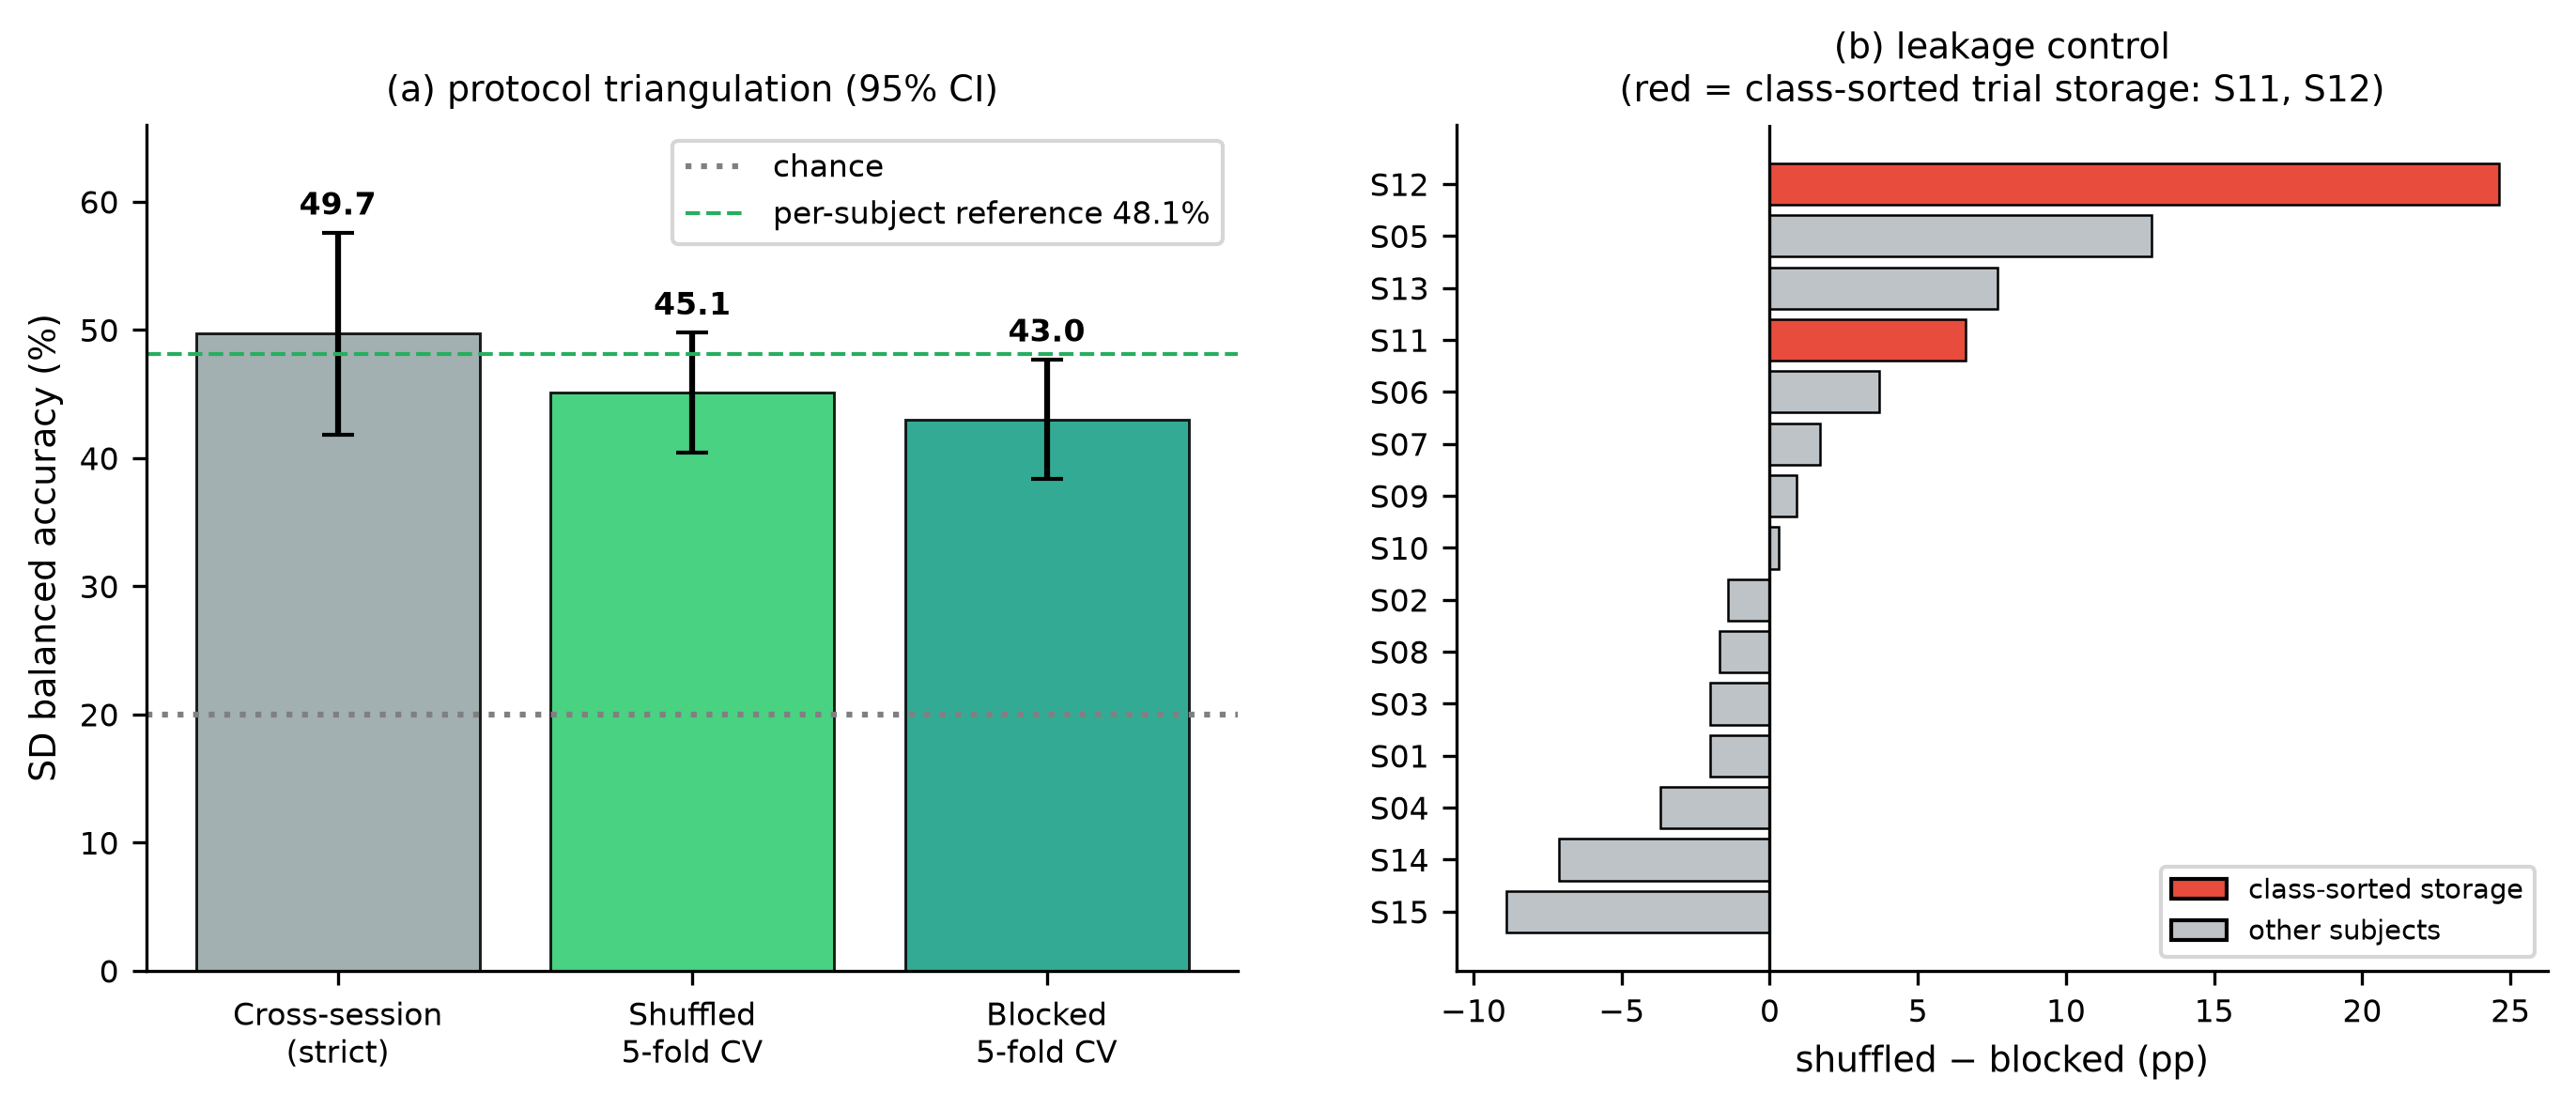 (a) protocol triangulation (95% CI)
SD balanced accuracy (%)
60
50
40
30
20
10
0
chance
per-subject reference 48.1%
49.7
45.1
43.0
Cross-session
(strict)
Shuffled
5-fold CV
Blocked
5-fold CV
(b) leakage control
(red = class-sorted trial storage: S11, S12)
S12
S05
S13
S11
S06
S07
S09
S10
S02
S08
S03
S01
S04
S14
S15
class-sorted storage
other subjects
−10
−5
0
5
10
15
20
25
shuffled − blocked (pp)